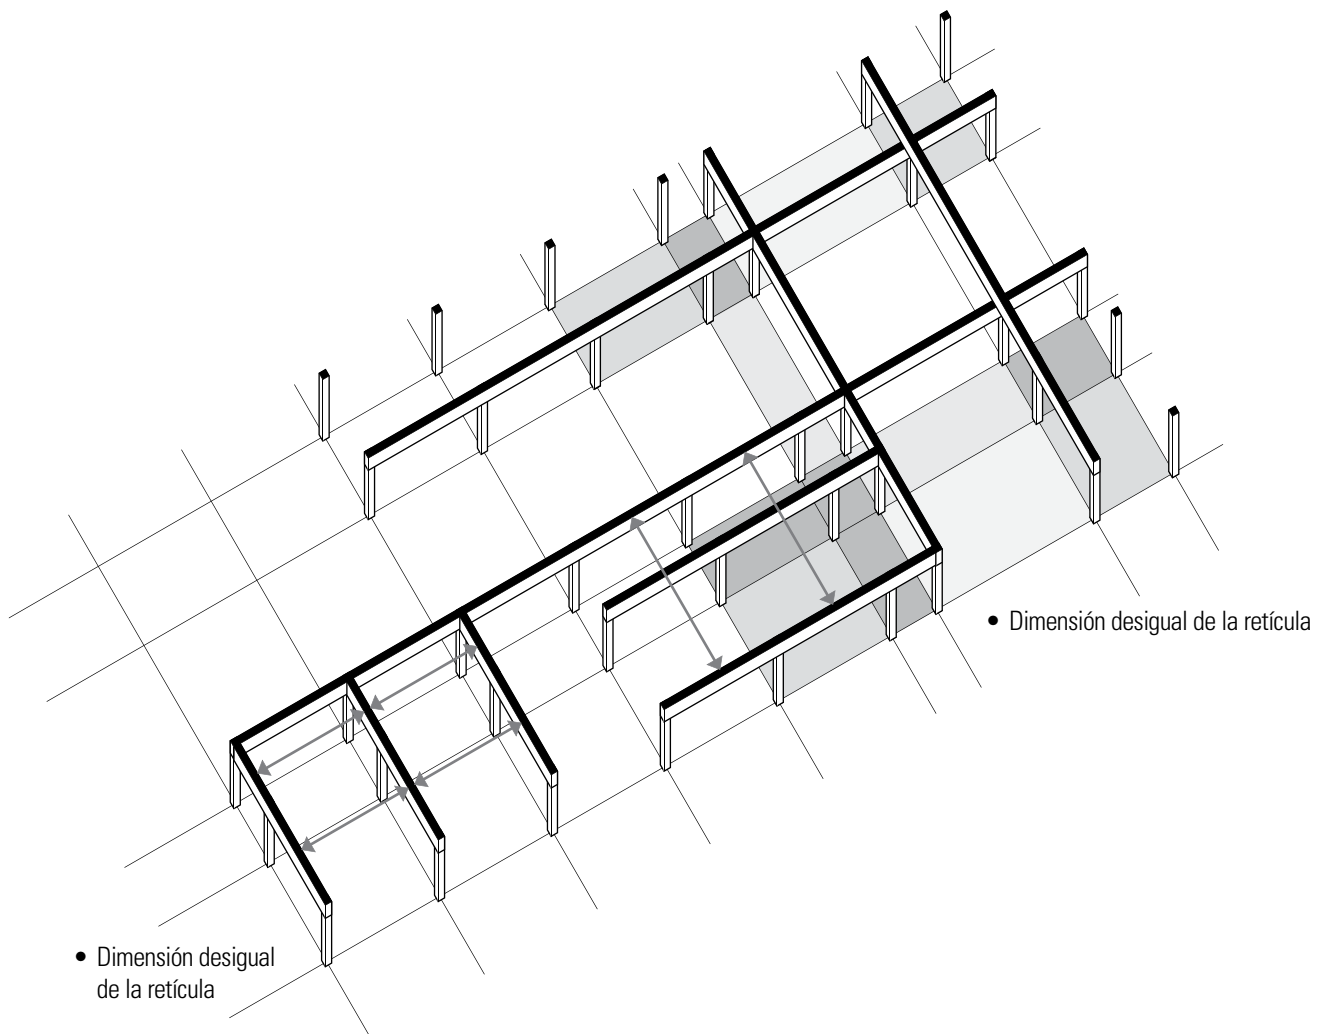 • Dimensión desigual de la retícula
• Dimensión desigual
de la retícula